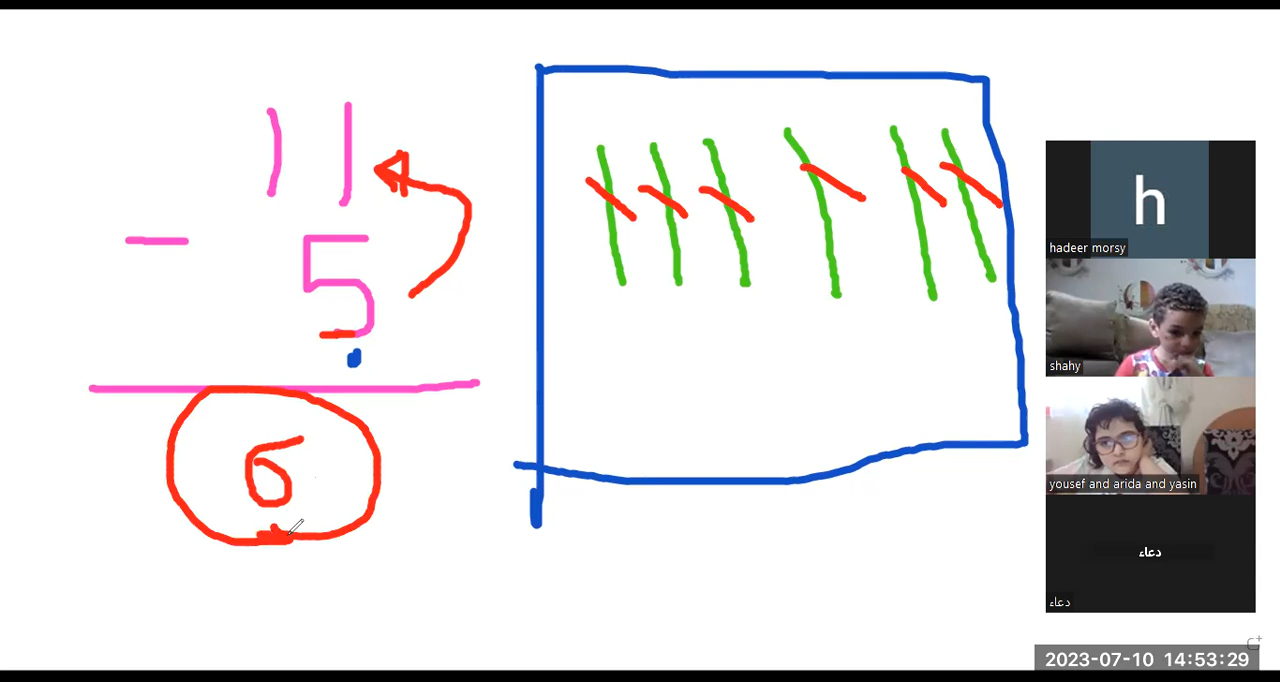 11
- 5
6
h
hadeer morsy
shahy
yousef and arida and yasin
دعاء
دعاء
2023-07-10 14:53:29